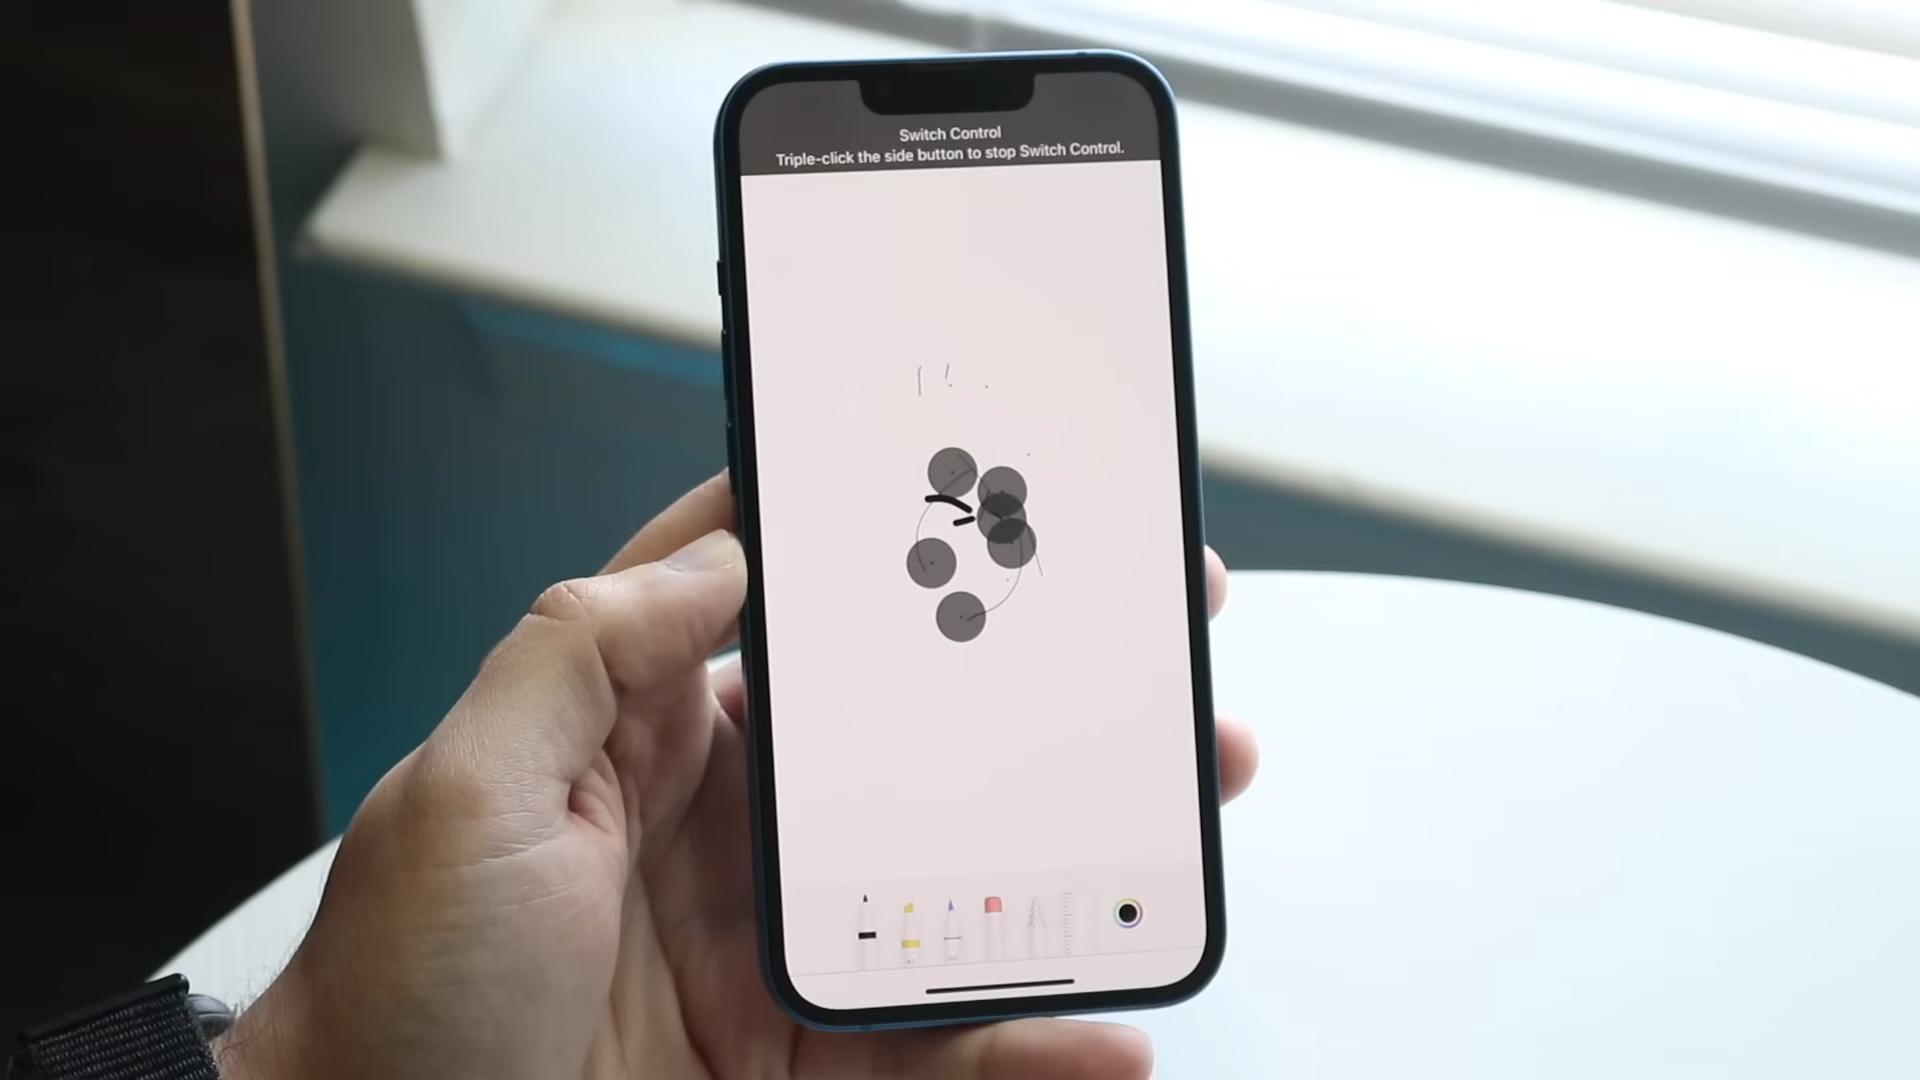 Switch Control
Triple-click the side button to stop Switch Control.